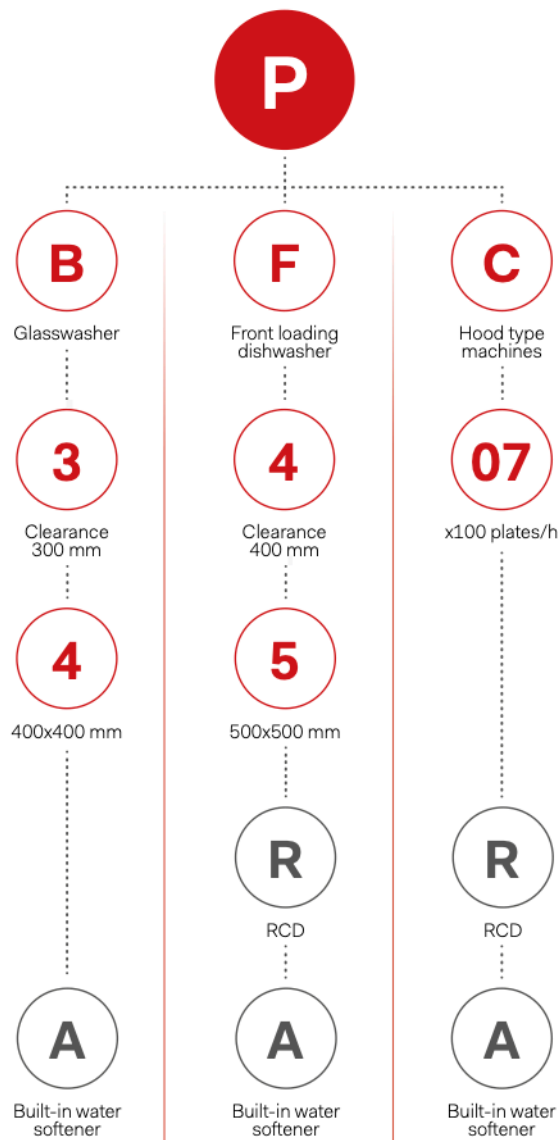 P
B
F
C
Glasswasher
Front loading
dishwasher
Hood type
machines
3
4
07
Clearance
300 mm
Clearance
400 mm
x100 plates/h
4
5
400x400 mm
500x500 mm
R
R
RCD
RCD
A
A
A
Built-in water
softener
Built-in water
softener
Built-in water
softener